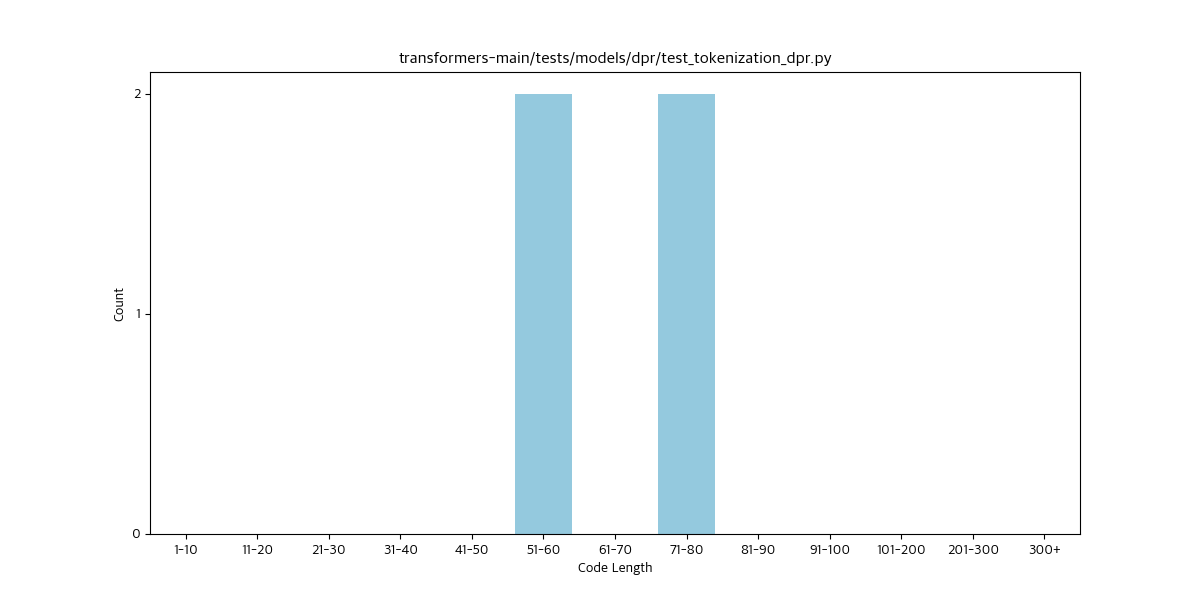 transformers-main/tests/models/dpr/test_tokenization_dpr.py
2
1
0
Count
1-10 11-20 21-30 31-40 41-50 51-60 61-70 71-80 81-90 91-100 101-200 201-300 300+
Code Length